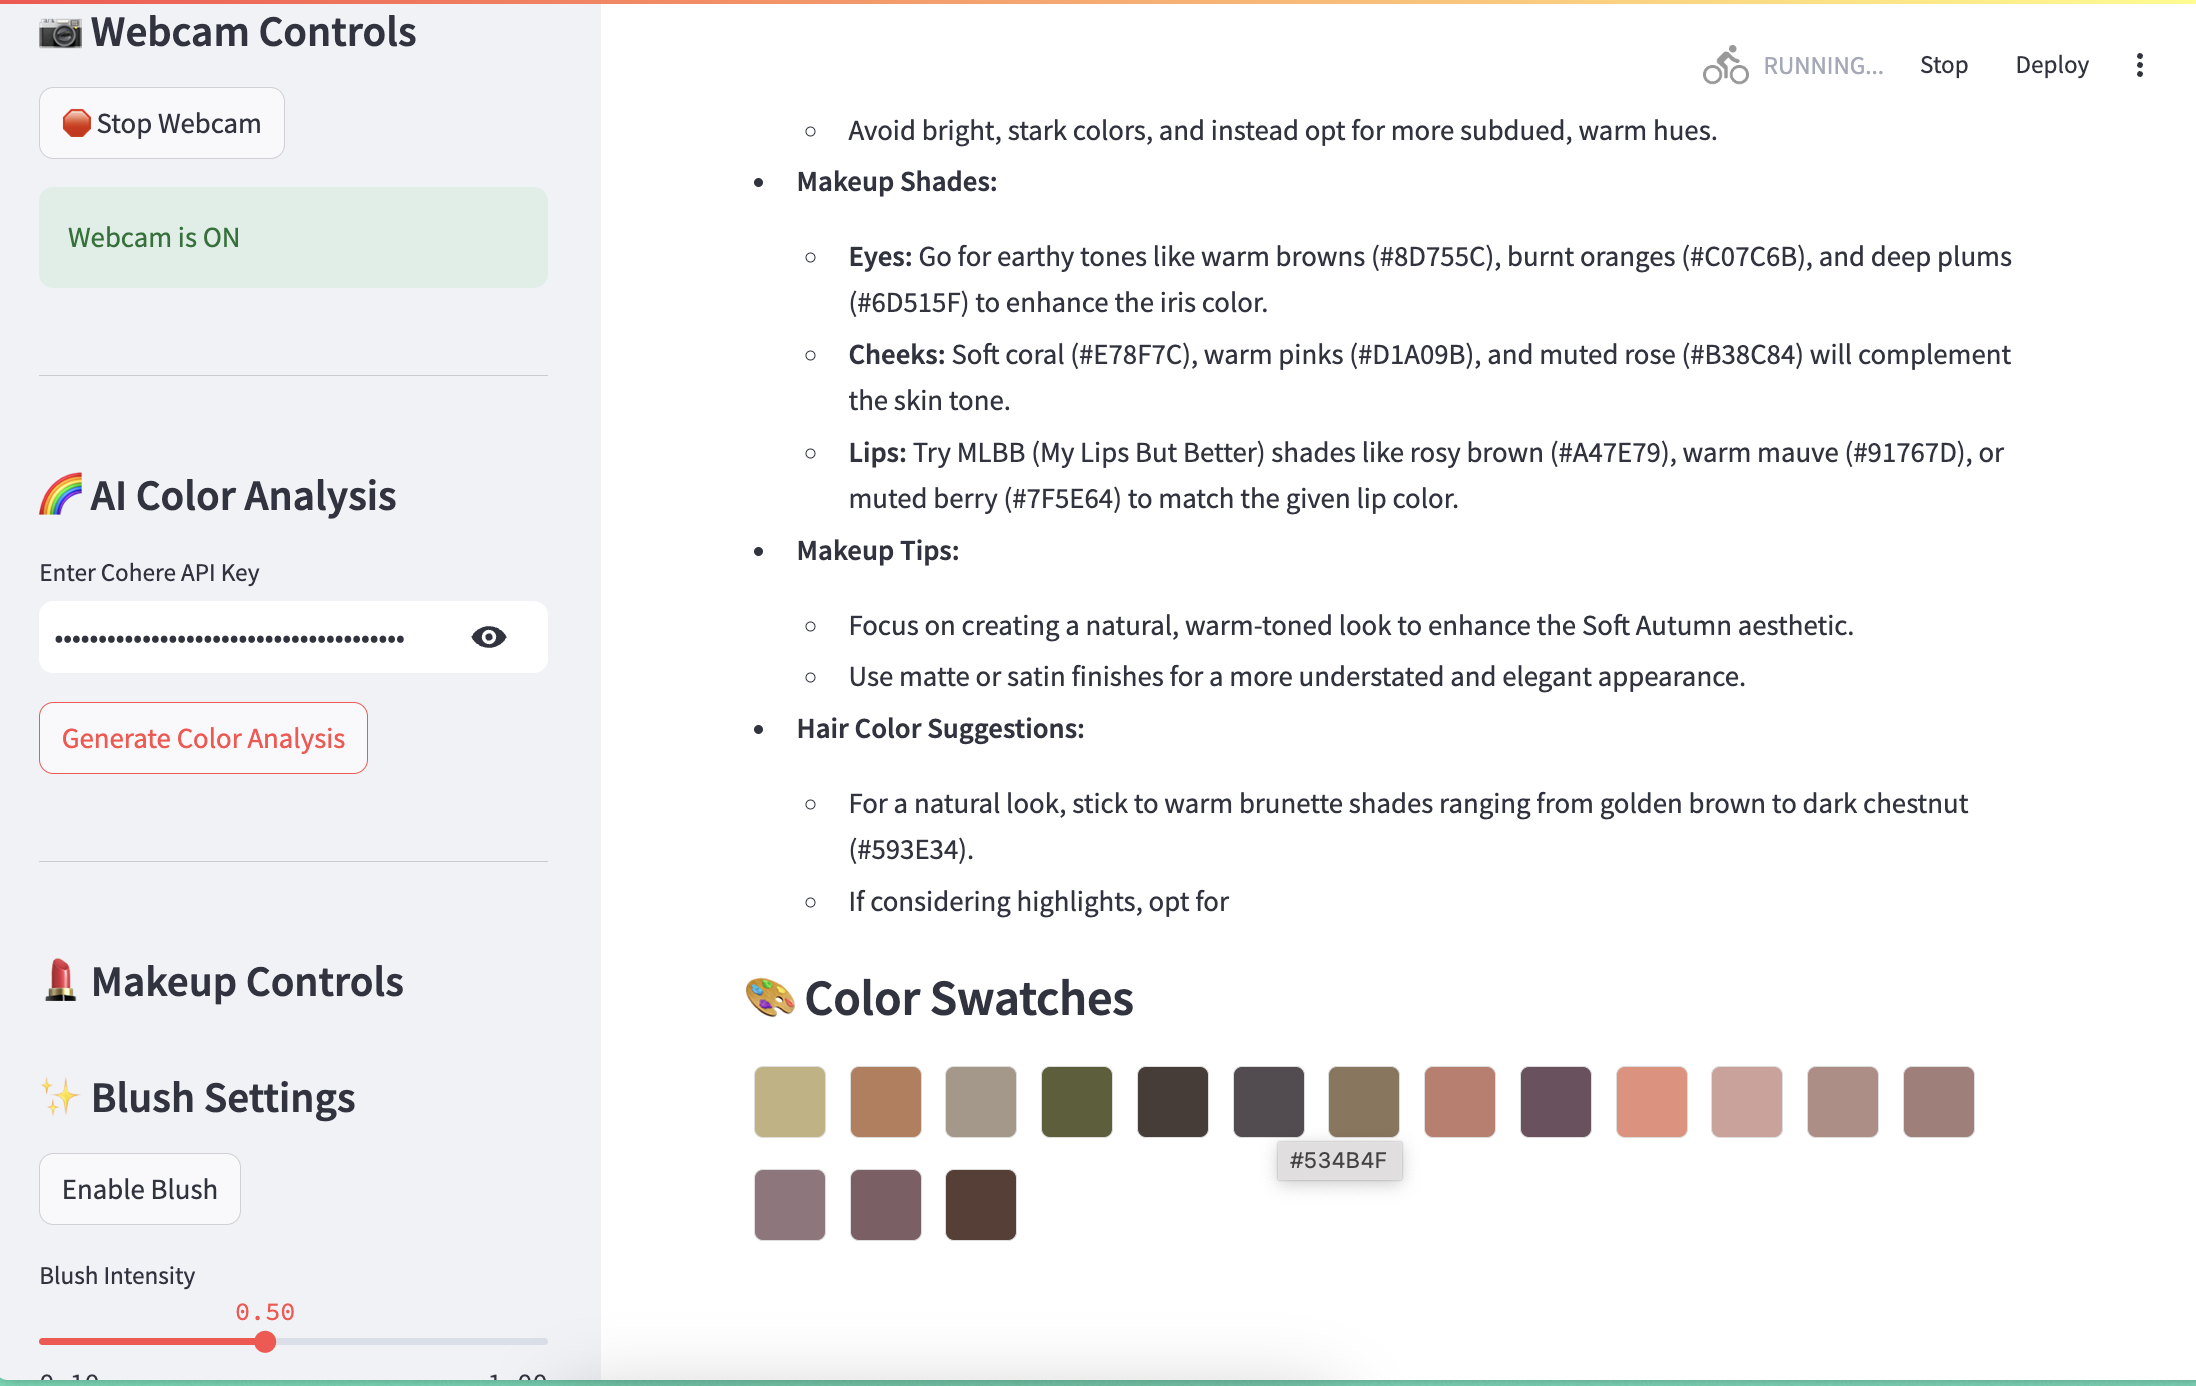 Webcam Controls
Stop Webcam
Webcam is ON
AI Color Analysis
Enter Cohere API Key
Generate Color Analysis
Makeup Controls
Blush Settings
Enable Blush
Blush Intensity
0.50
RUNNING...
Stop
Deploy
Avoid bright, stark colors, and instead opt for more subdued, warm hues.
Makeup Shades:
Eyes: Go for earthy tones like warm browns (#8D755C), burnt oranges (#C07C6B), and deep plums
(#6D515F) to enhance the iris color.
Cheeks: Soft coral (#E78F7C), warm pinks (#D1A09B), and muted rose (#B38C84) will complement
the skin tone.
Lips: Try MLBB (My Lips But Better) shades like rosy brown (#A47E79), warm mauve (#91767D), or
muted berry (#7F5E64) to match the given lip color.
Makeup Tips:
Focus on creating a natural, warm-toned look to enhance the Soft Autumn aesthetic.
Use matte or satin finishes for a more understated and elegant appearance.
Hair Color Suggestions:
For a natural look, stick to warm brunette shades ranging from golden brown to dark chestnut
(#593E34).
If considering highlights, opt for
Color Swatches
#534B4F